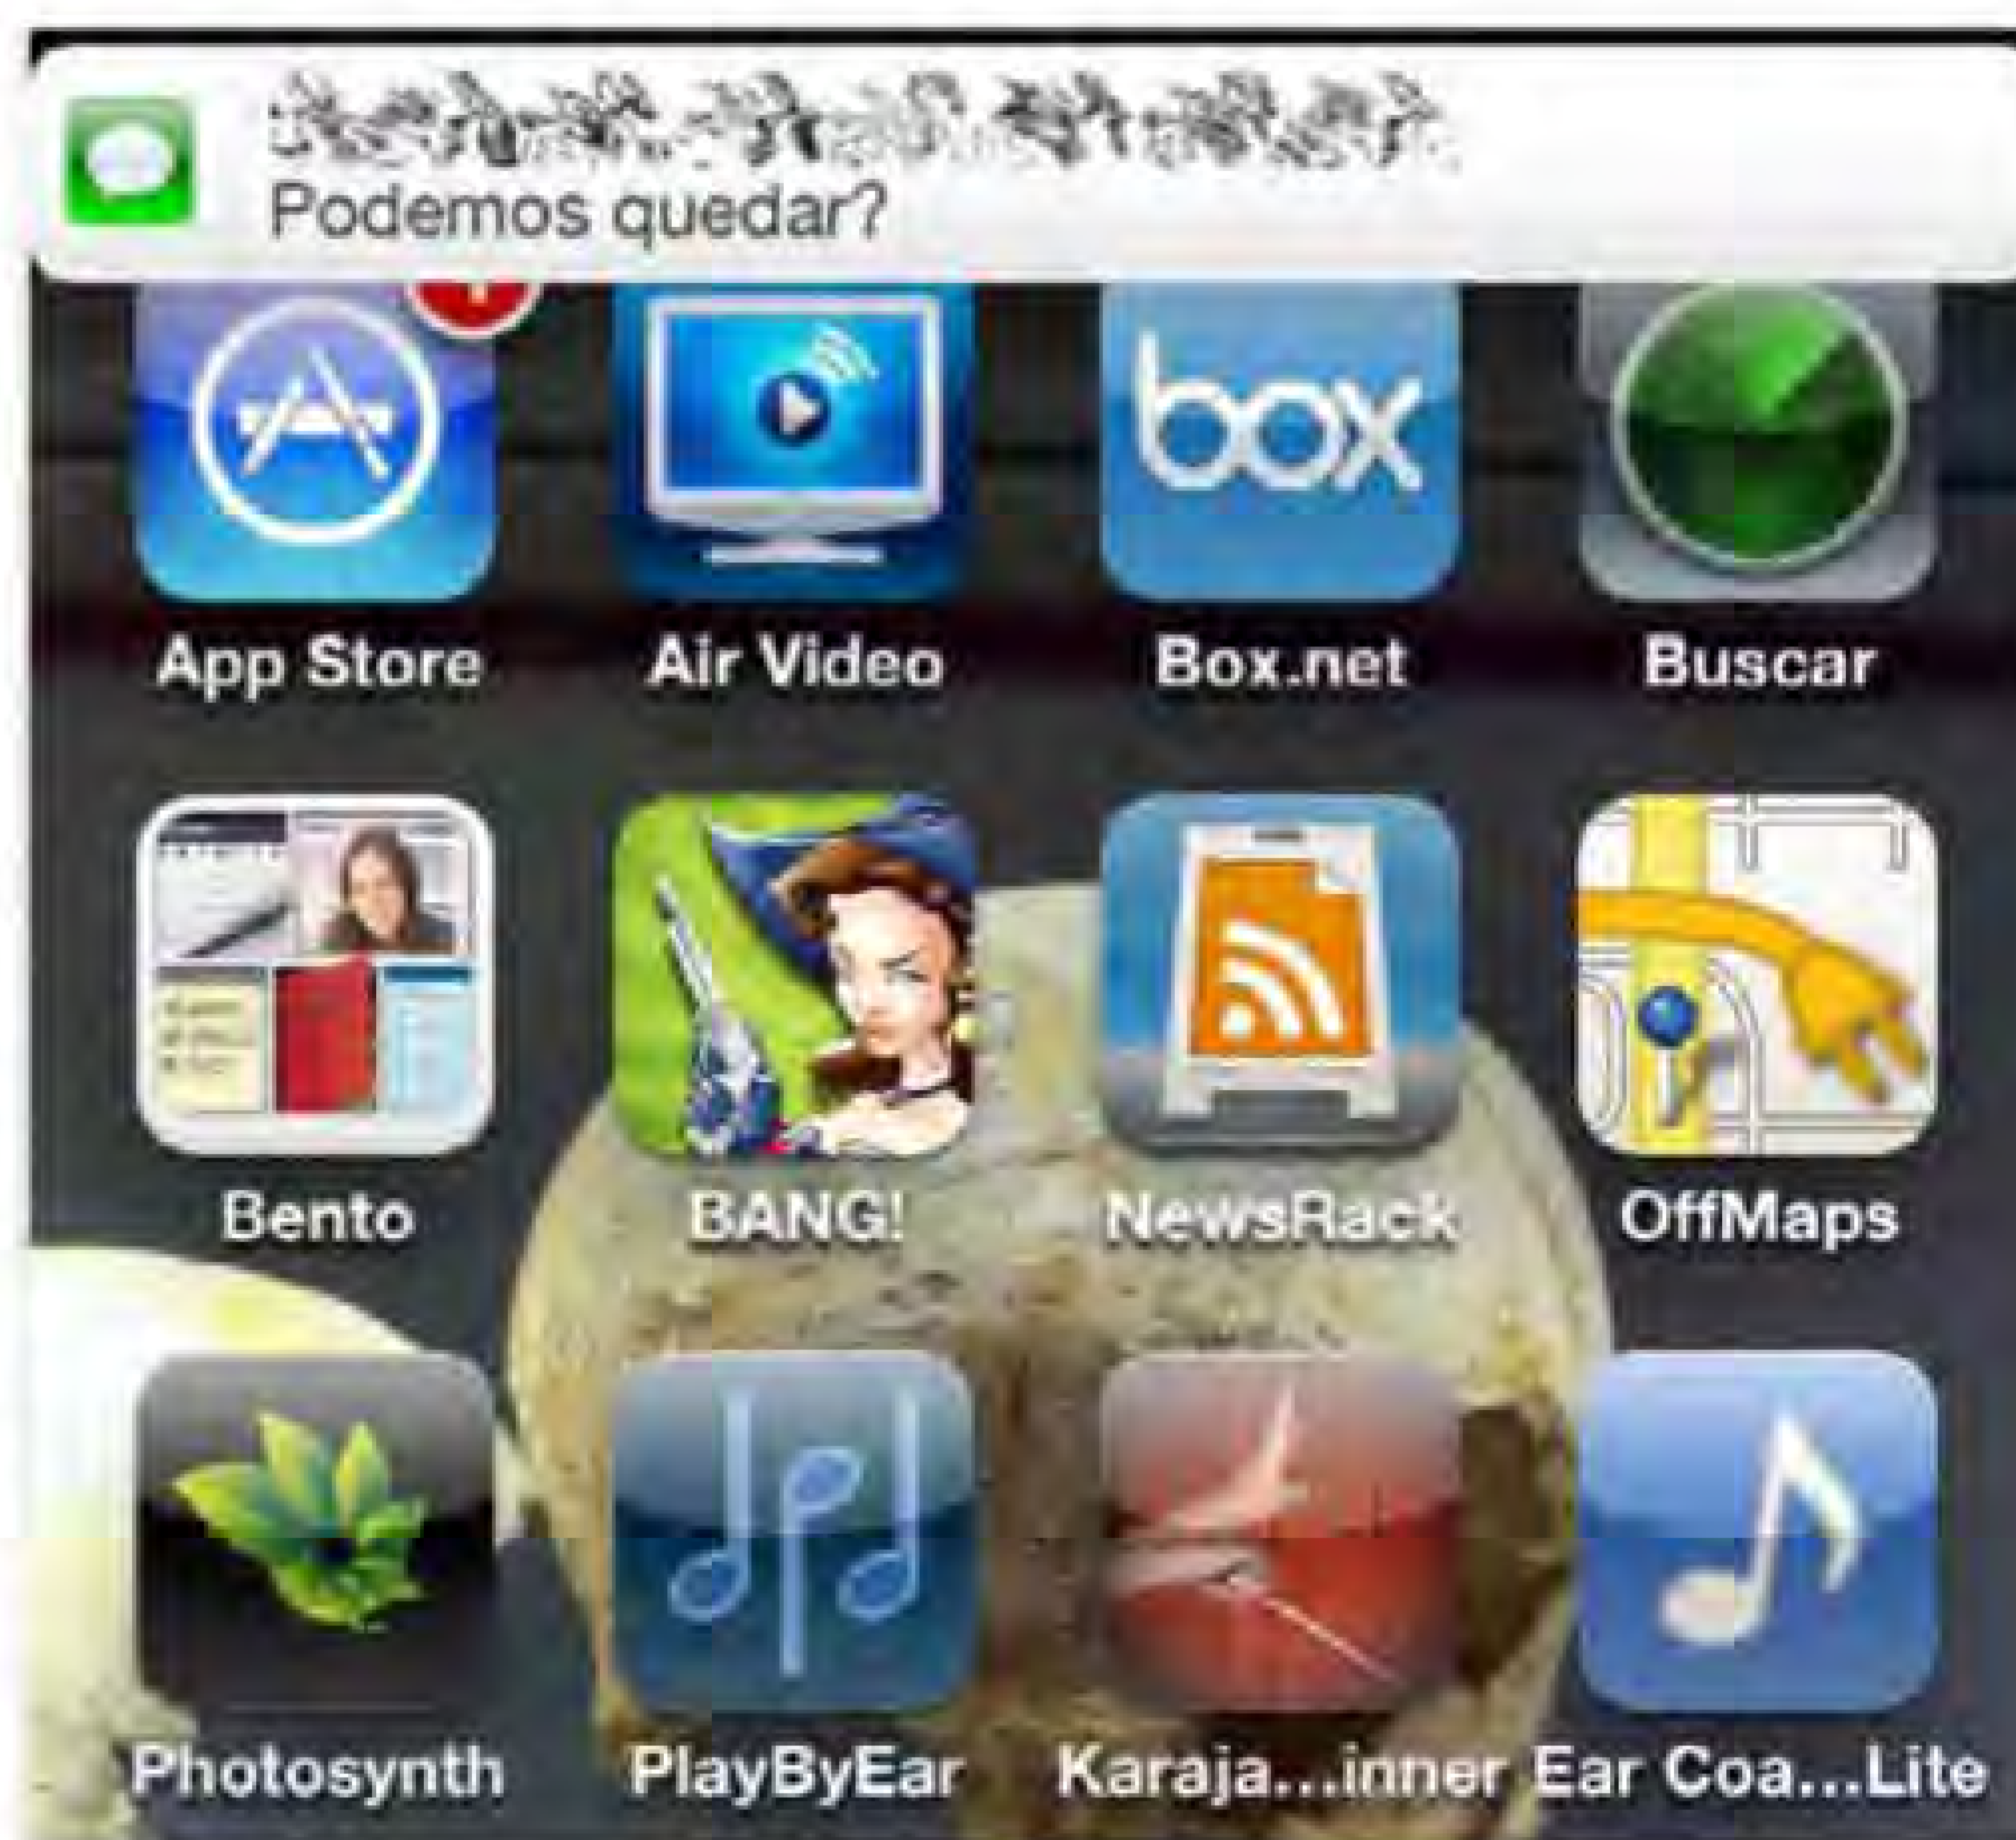 Podemos quedar?
box
App Store
Air Video
Box.net
Buscar
Bento
BANG!
NewsRack
OffMaps
Photosynth
PlayByEar
Karaja...inner
Ear Coa...Lite